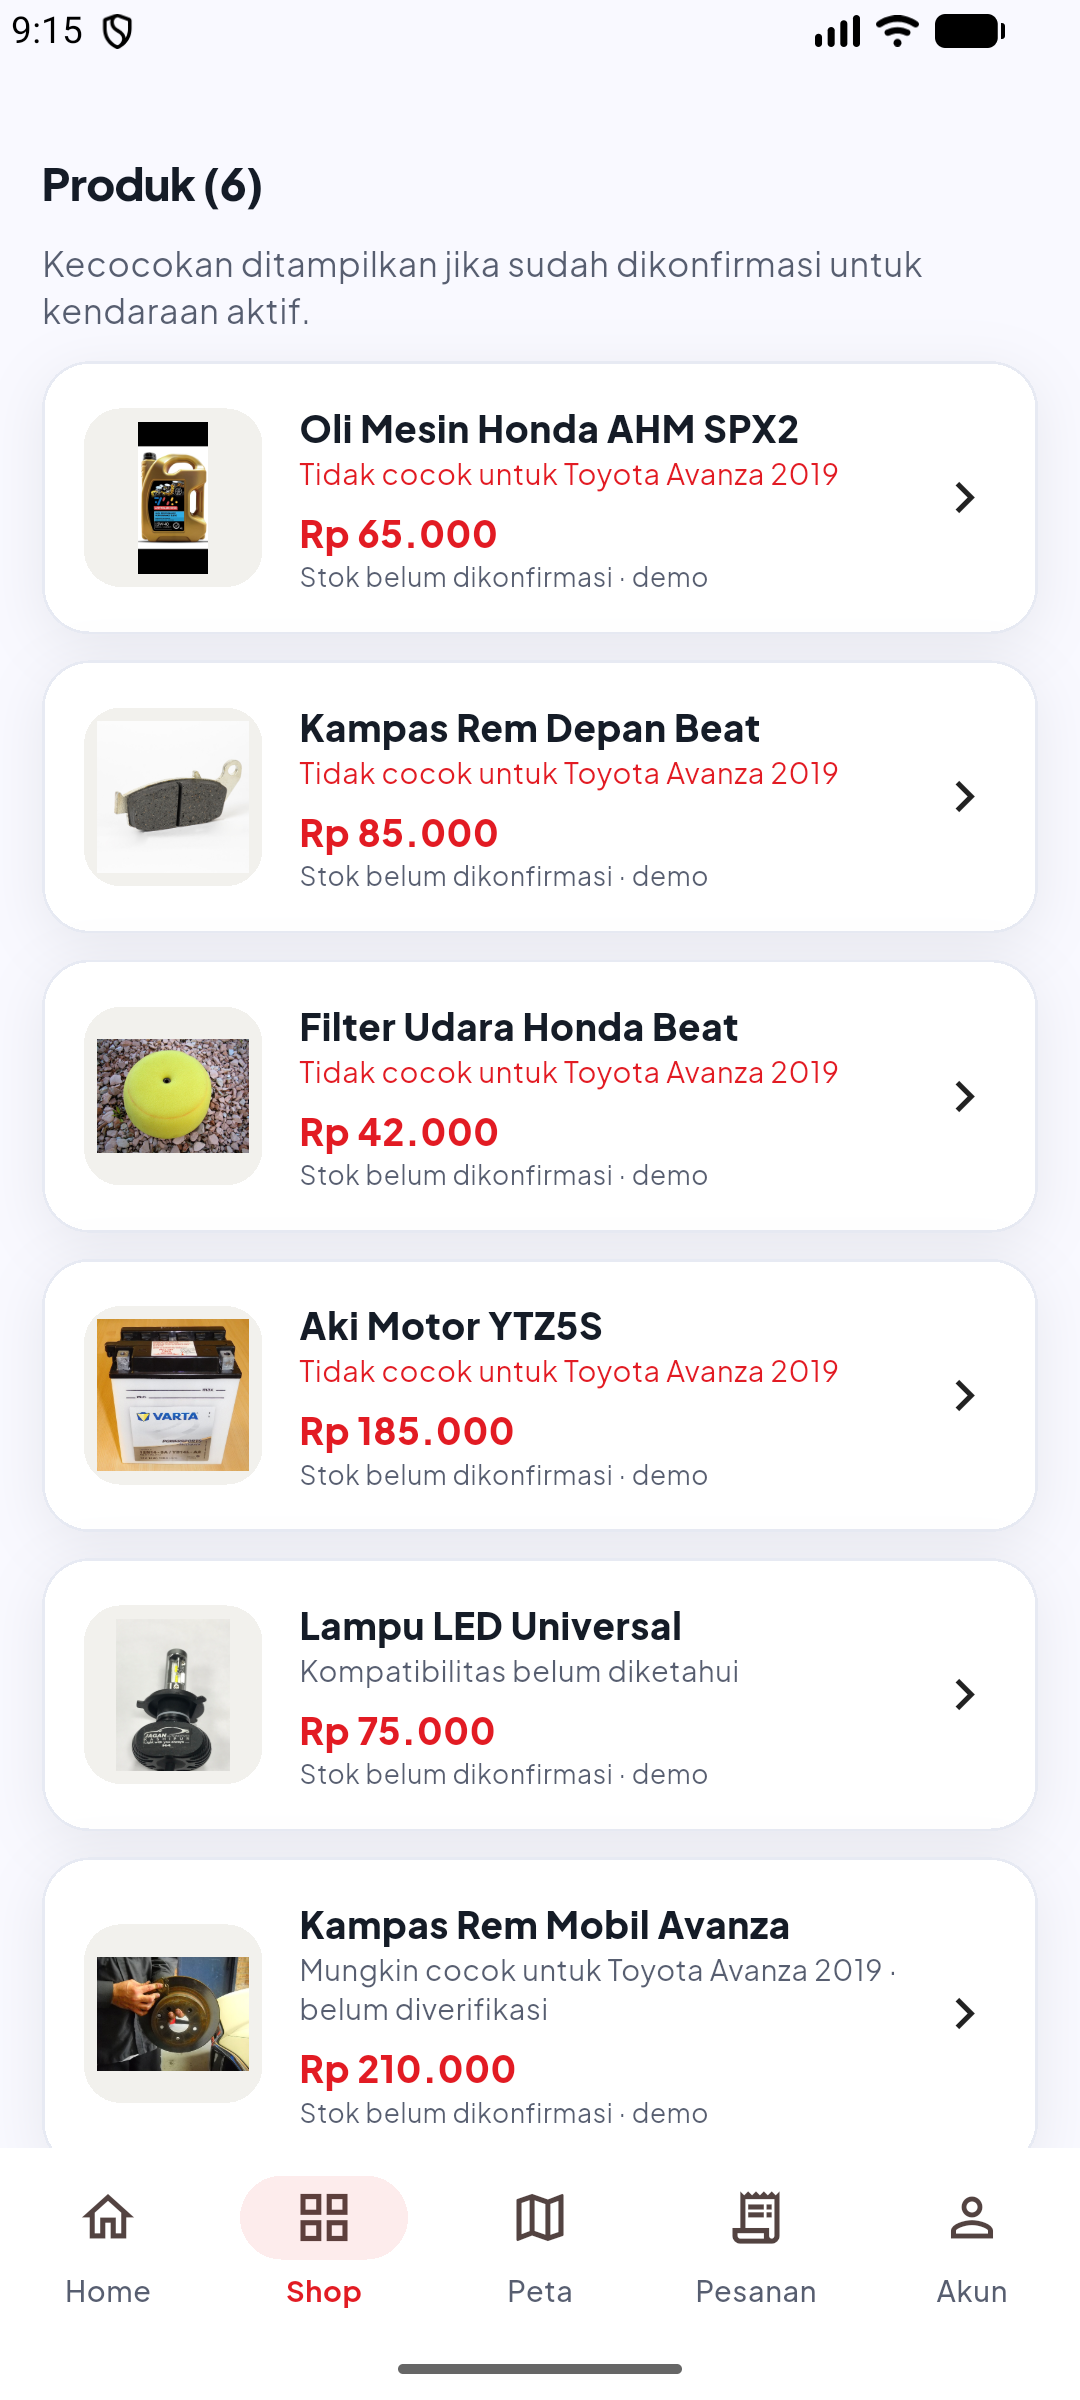 9:15
Produk (6)
Kecocokan ditampilkan jika sudah dikonfirmasi untuk
kendaraan aktif.
Oli Mesin Honda AHM SPX2
Tidak cocok untuk Toyota Avanza 2019
Rp 65.000
Stok belum dikonfirmasi · demo
Kampas Rem Depan Beat
Tidak cocok untuk Toyota Avanza 2019
Rp 85.000
Stok belum dikonfirmasi · demo
Filter Udara Honda Beat
Tidak cocok untuk Toyota Avanza 2019
Rp 42.000
Stok belum dikonfirmasi · demo
Aki Motor YTZ5S
Tidak cocok untuk Toyota Avanza 2019
Rp 185.000
Stok belum dikonfirmasi · demo
VARTA
Lampu LED Universal
Kompatibilitas belum diketahui
Rp 75.000
Stok belum dikonfirmasi · demo
Kampas Rem Mobil Avanza
Mungkin cocok untuk Toyota Avanza 2019 ·
belum diverifikasi
Rp 210.000
Stok belum dikonfirmasi · demo
Home
Shop
Peta
Pesanan
Akun